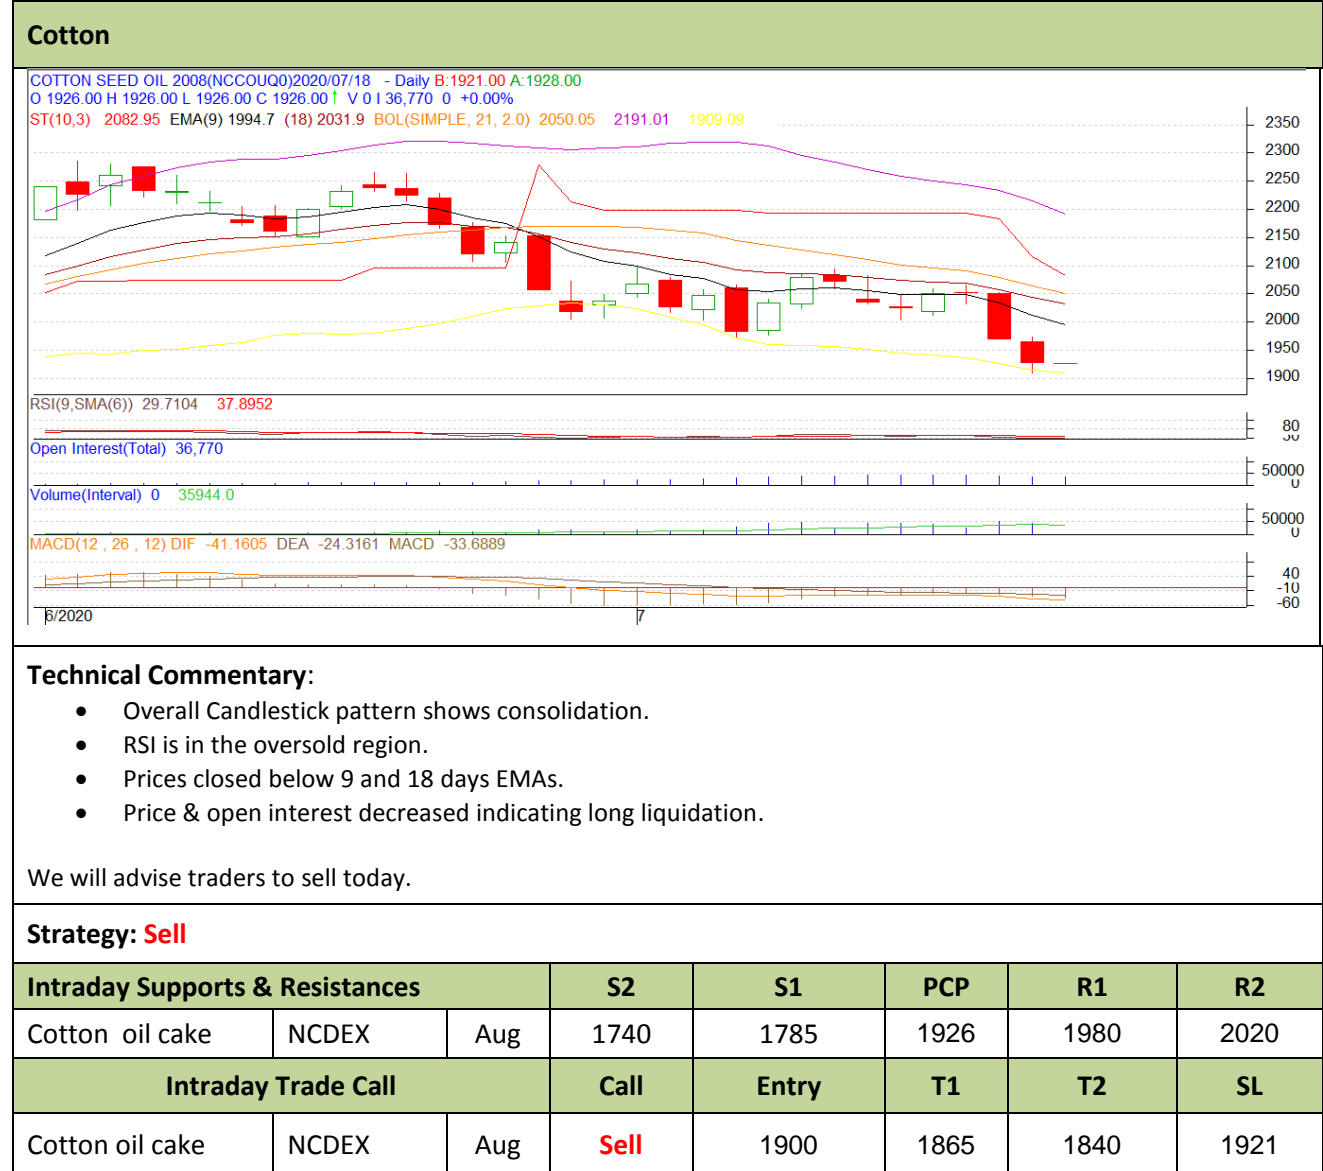 Cotton
COTTON SEED OIL 2008(NCCOUQ0)2020/07/18 - Daily B:1921.00 A:1928.00
O 1926.00 H 1926.00 L 1926.00 C 1926.00↑ V 0 I 36,770 0 +0.00%
ST(10,3) 2082.95 EMA(9) 1994.7 (18) 2031.9 BOL(SIMPLE, 21, 2.0) 2050.05 2191.01 1909.09
2350
2300
2250
2200
2150
2100
2050
2000
1950
1900
RSI(9,SMA(6)) 29.7104 37.8952
80
30
Open Interest(Total) 36,770
50000
0
Volume(Interval) 0 35944.0
50000
0
MACD(12 , 26 , 12) DIF -41.1605 DEA -24.3161 MACD -33.6889
40
-10
-60
6/2020 7
Technical Commentary:
• Overall Candlestick pattern shows consolidation.
• RSI is in the oversold region.
• Prices closed below 9 and 18 days EMAs.
• Price & open interest decreased indicating long liquidation.
We will advise traders to sell today.
Strategy: Sell
Intraday Supports & Resistances S2 S1 PCP R1 R2
Cotton oil cake NCDEX Aug 1740 1785 1926 1980 2020
Intraday Trade Call Call Entry T1 T2 SL
Cotton oil cake NCDEX Aug Sell 1900 1865 1840 1921